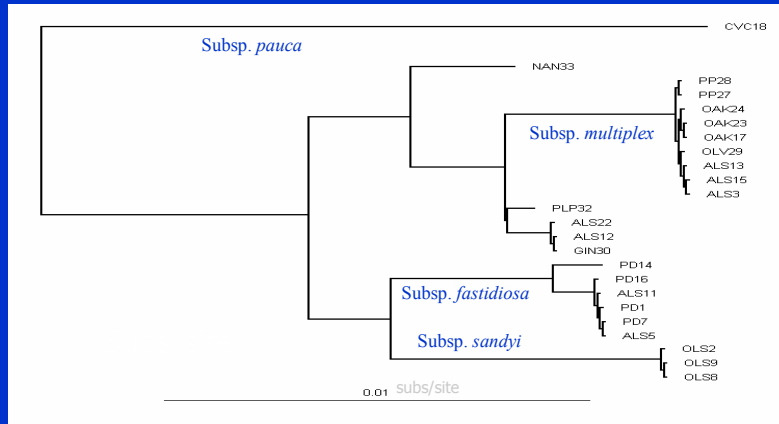 CVC18
Subsp. pauca
NAN33
PP28
PP27
OAK24
OAK23
Subsp. multiplex
OAK17
OLV29
ALS13
ALS15
ALS3
PLP32
ALS22
ALS12
GIN30
PD14
PD16
Subsp. fastidiosa
ALS11
PD1
PD7
ALS5
Subsp. sandyi
OLS2
OLS9
OLS8
0.01 subs/site